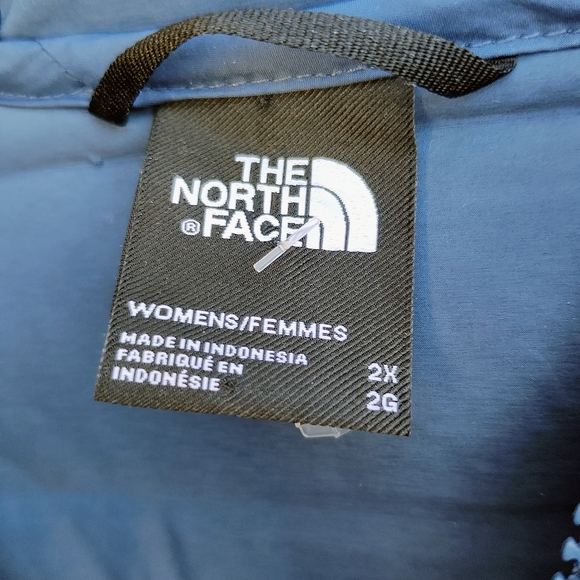 THE
NORTH
® FACE
WOMENS/FEMMES
MADE IN INDONESIA
FABRIQUÉ EN
INDONÉSIE
2X
2G